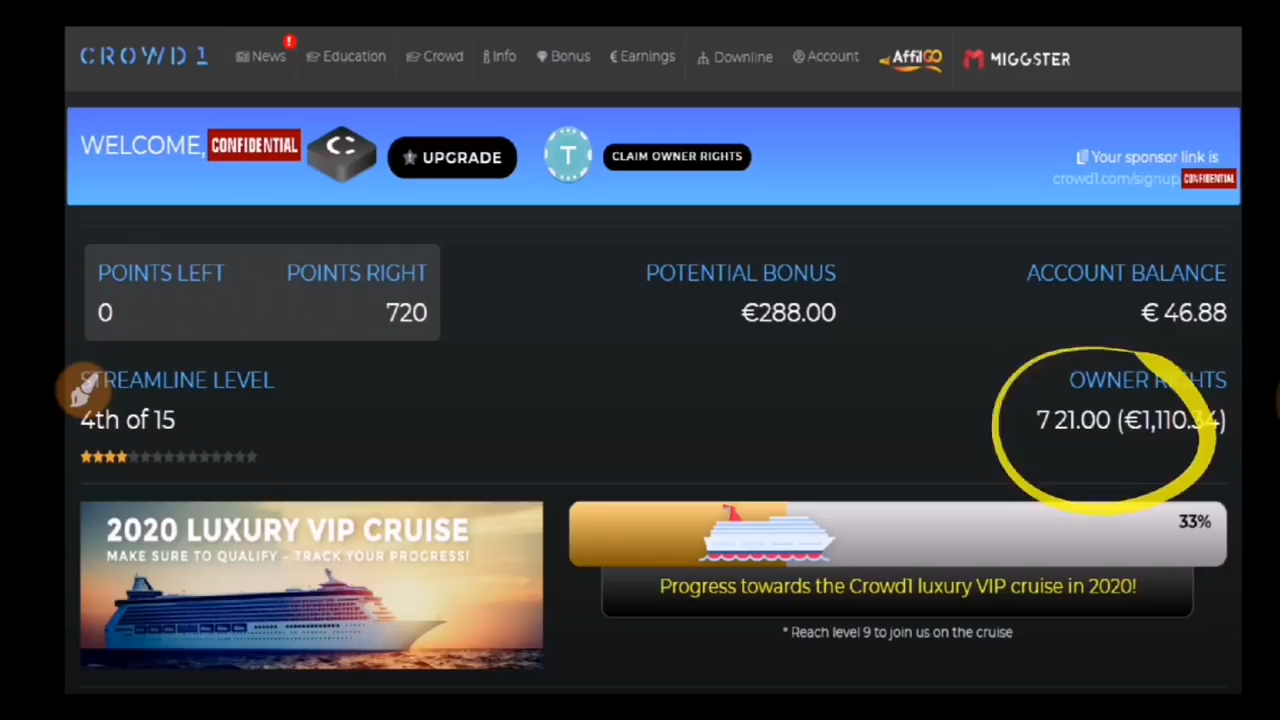 CROWD1
News
!
Education
Crowd
Info
Bonus
€ Earnings
Downline
Account
AffilGO
MIGGSTER
WELCOME, CONFIDENTIAL
UPGRADE
T
CLAIM OWNER RIGHTS
Your sponsor link is
crowd1.com/signup CONFIDENTIAL
POINTS LEFT
POINTS RIGHT
POTENTIAL BONUS
ACCOUNT BALANCE
0
720
€288.00
€ 46.88
STREAMLINE LEVEL
OWNER RIGHTS
4th of 15
721.00 (€1,110.34)
2020 LUXURY VIP CRUISE
MAKE SURE TO QUALIFY - TRACK YOUR PROGRESS!
33%
Progress towards the Crowd1 luxury VIP cruise in 2020!
* Reach level 9 to join us on the cruise